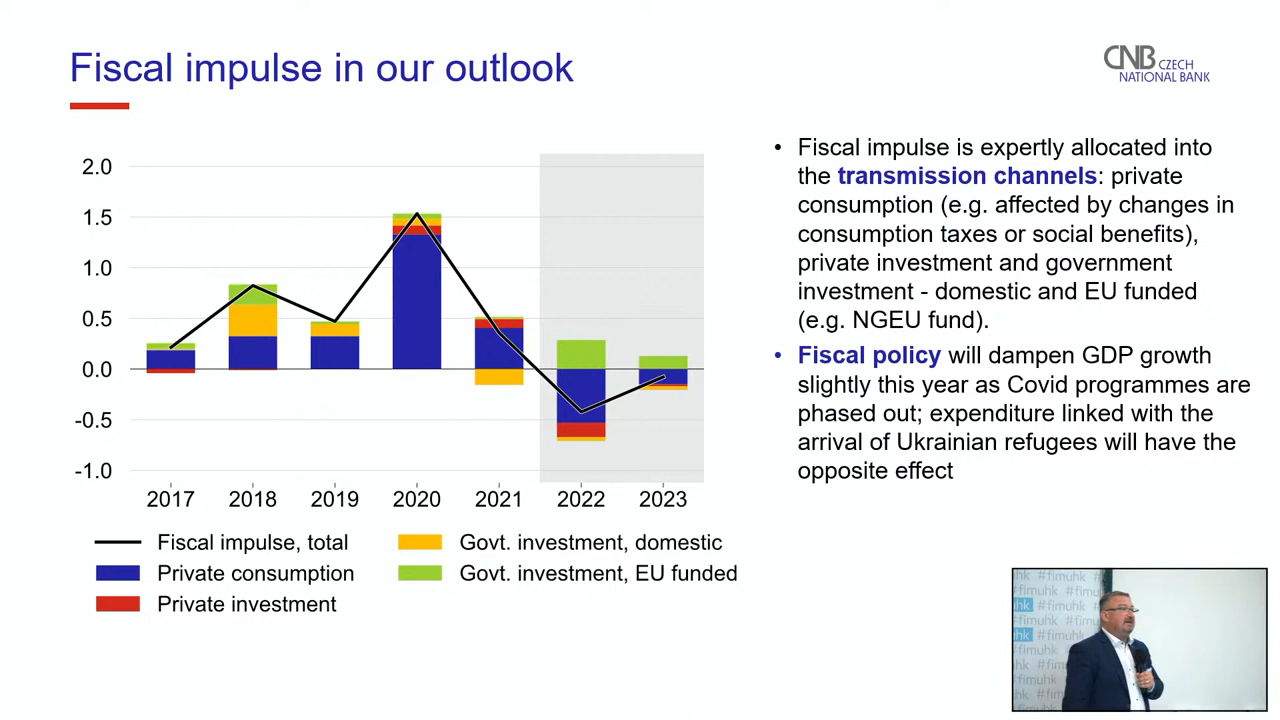 Fiscal impulse in our outlook
CNB CZECH
NATIONAL BANK
2.0
1.5
1.0
0.5
0.0
-0.5
-1.0
2017 2018 2019 2020 2021 2022 2023
Fiscal impulse, total
Private consumption
Private investment
Govt. investment, domestic
Govt. investment, EU funded
• Fiscal impulse is expertly allocated into
the transmission channels: private
consumption (e.g. affected by changes in
consumption taxes or social benefits),
private investment and government
investment - domestic and EU funded
(e.g. NGEU fund).
• Fiscal policy will dampen GDP growth
slightly this year as Covid programmes are
phased out; expenditure linked with the
arrival of Ukrainian refugees will have the
opposite effect
#fimuhk
#fimuhk
#fimuhk